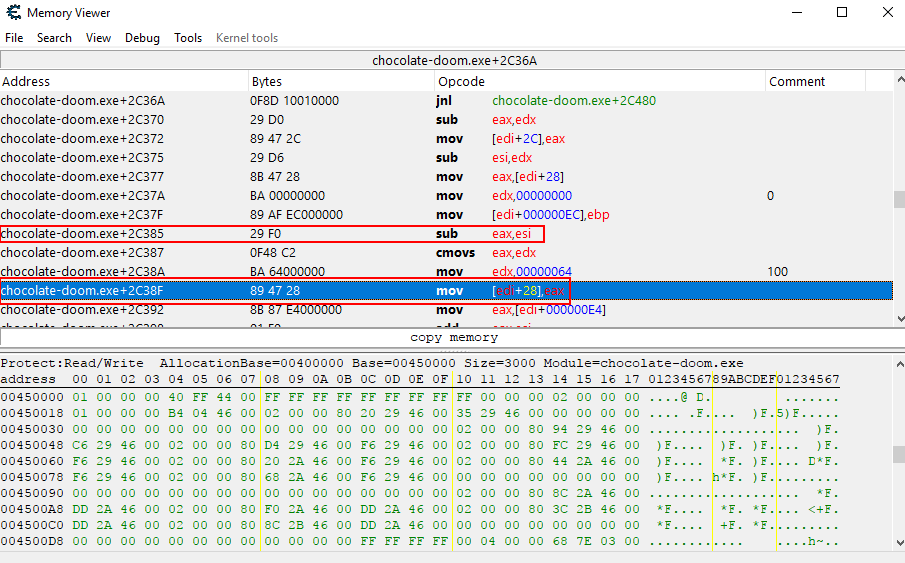 Memory Viewer
File Search View Debug Tools Kernel tools
chocolate-doom.exe+2C36A
Address Bytes Opcode Comment
chocolate-doom.exe+2C36A 0F8D 10010000 jnl chocolate-doom.exe+2C480
chocolate-doom.exe+2C370 29 D0 sub eax,edx
chocolate-doom.exe+2C372 89 47 2C mov [edi+2C],eax
chocolate-doom.exe+2C375 29 D6 sub esi,edx
chocolate-doom.exe+2C377 8B 47 28 mov eax,[edi+28]
chocolate-doom.exe+2C37A BA 00000000 mov edx,00000000 0
chocolate-doom.exe+2C37F 89 AF EC000000 mov [edi+000000EC],ebp
chocolate-doom.exe+2C385 29 F0 sub eax,esi
chocolate-doom.exe+2C387 0F48 C2 cmovs eax,edx
chocolate-doom.exe+2C38A BA 64000000 mov edx,00000064 100
chocolate-doom.exe+2C38F 89 47 28 mov [edi+28],eax
chocolate-doom.exe+2C392 8B 87 E4000000 mov eax,[edi+000000E4]
copy memory
Protect:Read/Write AllocationBase=00400000 Base=00450000 Size=3000 Module=chocolate-doom.exe
address 00 01 02 03 04 05 06 07 08 09 0A 0B 0C 0D 0E 0F 10 11 12 13 14 15 16 17 0123456789ABCDEF01234567
00450000 01 00 00 00 40 FF 44 00 FF FF FF FF FF FF FF FF FF 00 00 00 02 00 00 00 ....@ D. .......
00450018 01 00 00 00 B4 04 46 00 02 00 00 80 20 29 46 00 35 29 46 00 00 00 00 00 .... .F.... )F.5)F.....
00450030 00 00 00 00 00 00 00 00 00 00 00 00 00 00 00 00 02 00 00 80 94 29 46 00 ................... )F.
00450048 C6 29 46 00 02 00 00 80 D4 29 46 00 F6 29 46 00 02 00 00 80 FC 29 46 00 )F.... )F. )F.... )F.
00450060 F6 29 46 00 02 00 00 80 20 2A 46 00 F6 29 46 00 02 00 00 80 44 2A 46 00 )F.... *F. )F.... D*F.
00450078 F6 29 46 00 02 00 00 80 68 2A 46 00 F6 29 46 00 00 00 00 00 00 00 00 00 )F.... h*F. )F.........
00450090 00 00 00 00 00 00 00 00 00 00 00 00 00 00 00 00 02 00 00 80 8C 2A 46 00 ................... *F.
004500A8 DD 2A 46 00 02 00 00 80 F0 2A 46 00 DD 2A 46 00 02 00 00 80 3C 2B 46 00 *F.... *F. *F.... <+F.
004500C0 DD 2A 46 00 02 00 00 80 8C 2B 46 00 DD 2A 46 00 00 00 00 00 00 00 00 00 *F.... +F. *F.........
004500D8 00 00 00 00 00 00 00 00 00 00 00 00 FF FF FF FF 00 04 00 00 68 7E 03 00 ............ ....h~..